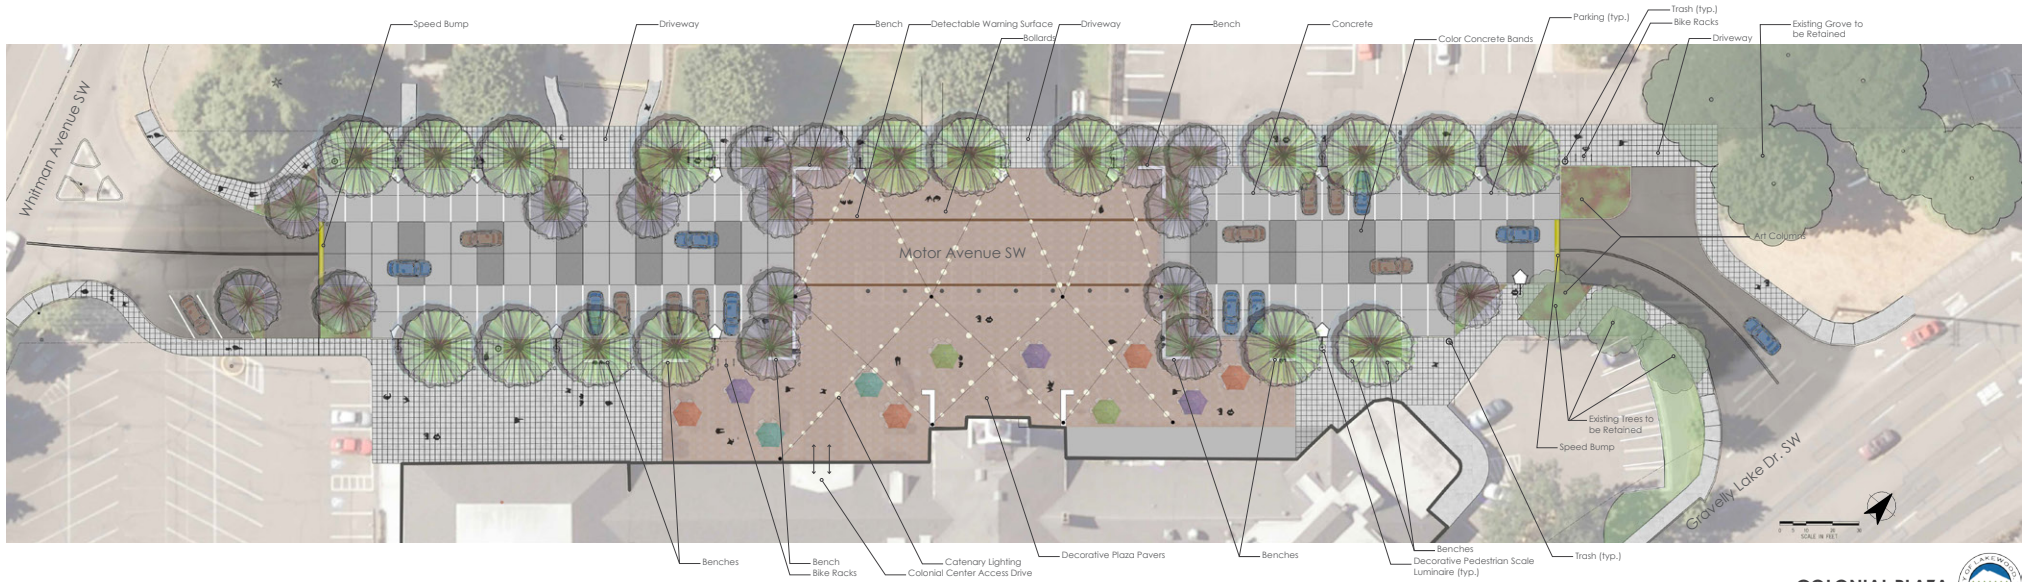 Speed Bump
Driveway
Bench
Detectable Warning Surface
Bollards
Driveway
Bench
Concrete
Color Concrete Bands
Parking (typ.)
Trash (typ.)
Bike Racks
Driveway
Existing Grove to
be Retained
Whitman Avenue SW
Motor Avenue SW
Art Columns
Existing Trees to
be Retained
Speed Bump
Gravelly Lake Dr. SW
SCALE IN FEET
Benches
Bench
Bike Racks
Catenary Lighting
Colonial Center Access Drive
Decorative Plaza Pavers
Benches
Benches
Decorative Pedestrian Scale
Luminaire (typ.)
Trash (typ.)
COLONIAL PLAZA
OF LAKEWOOD